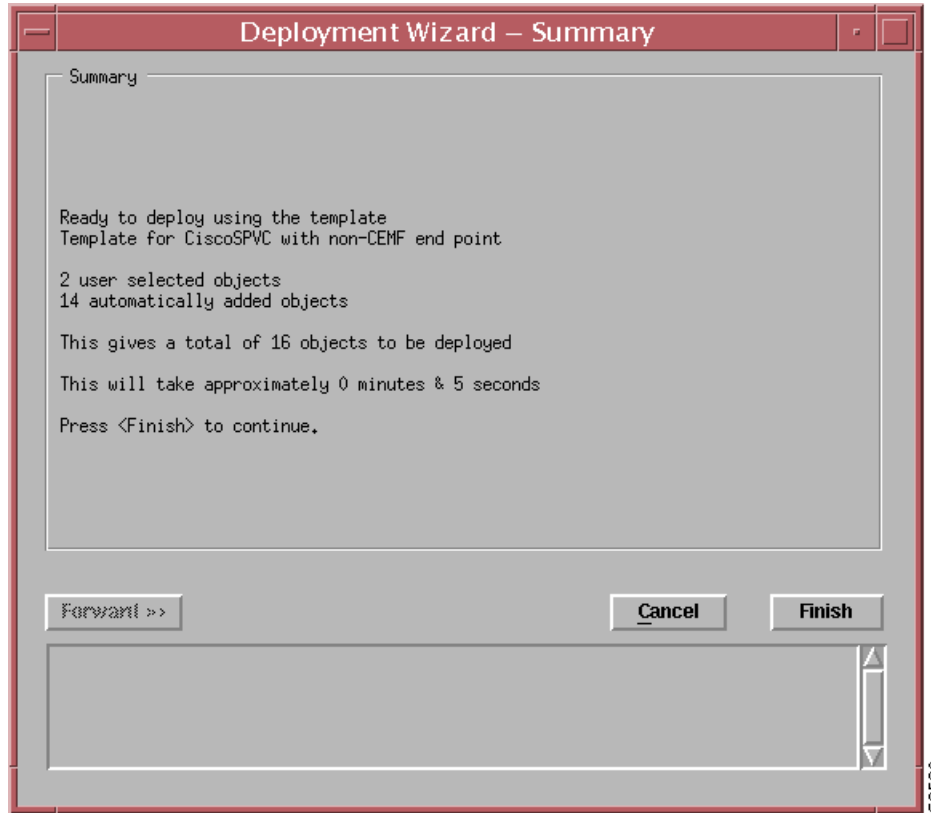 Deployment Wizard – Summary
Summary
Ready to deploy using the template
Template for CiscoSPVC with non-CEMF end point
2 user selected objects
14 automatically added objects
This gives a total of 16 objects to be deployed
This will take approximately 0 minutes & 5 seconds
Press <Finish> to continue.
Forward >>
Cancel
Finish